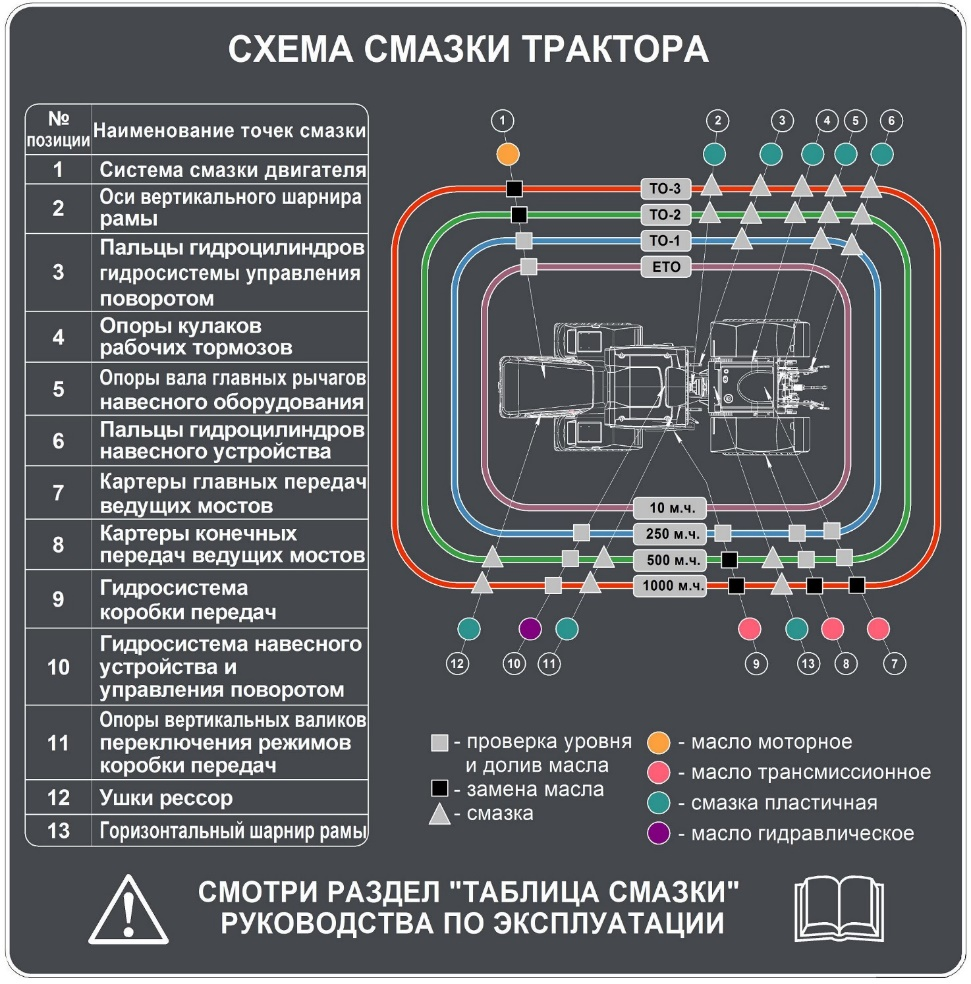 СХЕМА СМАЗКИ ТРАКТОРА
№
позиции
Наименование точек смазки
1
Система смазки двигателя
2
Оси вертикального шарнира
рамы
3
Пальцы гидроцилиндров
гидросистемы управления
поворотом
4
Опоры кулаков
рабочих тормозов
5
Опоры вала главных рычагов
навесного оборудования
6
Пальцы гидроцилиндров
навесного устройства
7
Картеры главных передач
ведущих мостов
8
Картеры конечных
передач ведущих мостов
9
Гидросистема
коробки передач
10
Гидросистема навесного
устройства и
управления поворотом
11
Опоры вертикальных валиков
переключения режимов
коробки передач
12
Ушки рессор
13
Горизонтальный шарнир рамы
1 2 3 4 5 6
ТО-3
ТО-2
ТО-1
ЕТО
10 м.ч.
250 м.ч.
500 м.ч.
1000 м.ч.
12 10 11 9 13 8 7
- проверка уровня
и долив масла
- замена масла
- смазка
- масло моторное
- масло трансмиссионное
- смазка пластичная
- масло гидравлическое
СМОТРИ РАЗДЕЛ "ТАБЛИЦА СМАЗКИ"
РУКОВОДСТВА ПО ЭКСПЛУАТАЦИИ